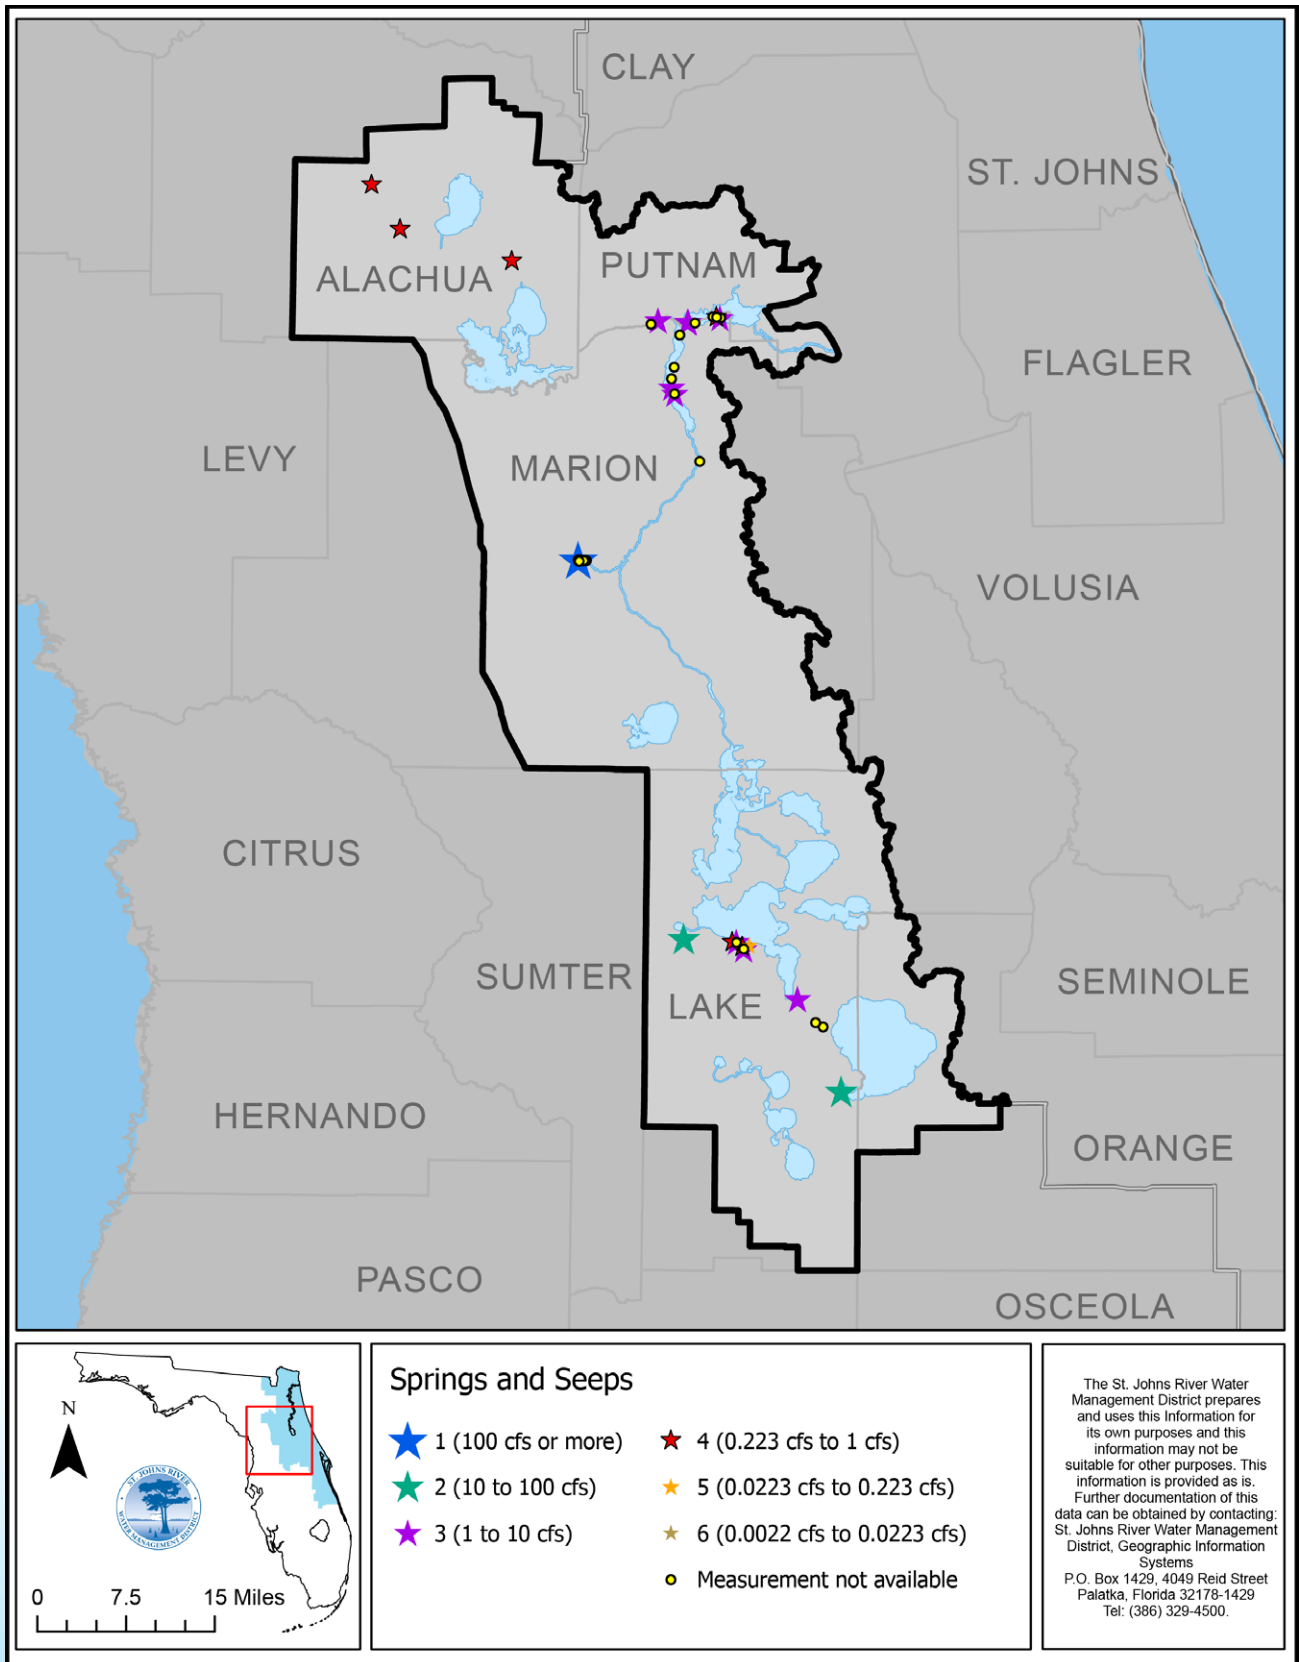 CLAY
ST. JOHNS
PUTNAM
ALACHUA
FLAGLER
LEVY
MARION
VOLUSIA
CITRUS
SUMTER
SEMINOLE
LAKE
HERNANDO
ORANGE
PASCO
OSCEOLA
N
ST. JOHNS RIVER
WATER MANAGEMENT DISTRICT
0 7.5 15 Miles
Springs and Seeps
1 (100 cfs or more)
2 (10 to 100 cfs)
3 (1 to 10 cfs)
4 (0.223 cfs to 1 cfs)
5 (0.0223 cfs to 0.223 cfs)
6 (0.0022 cfs to 0.0223 cfs)
Measurement not available
The St. Johns River Water
Management District prepares
and uses this Information for
its own purposes and this
information may not be
suitable for other purposes. This
information is provided as is.
Further documentation of this
data can be obtained by contacting:
St. Johns River Water Management
District, Geographic Information
Systems
P.O. Box 1429, 4049 Reid Street
Palatka, Florida 32178-1429
Tel: (386) 329-4500.